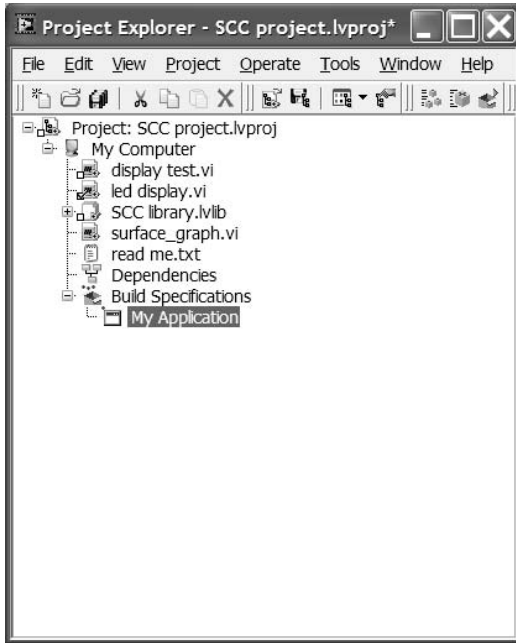 Project Explorer - SCC project.lvproj*
File Edit View Project Operate Tools Window Help
Project: SCC project.lvproj
My Computer
display test.vi
led display.vi
SCC library.lvlib
surface_graph.vi
read me.txt
Dependencies
Build Specifications
My Application